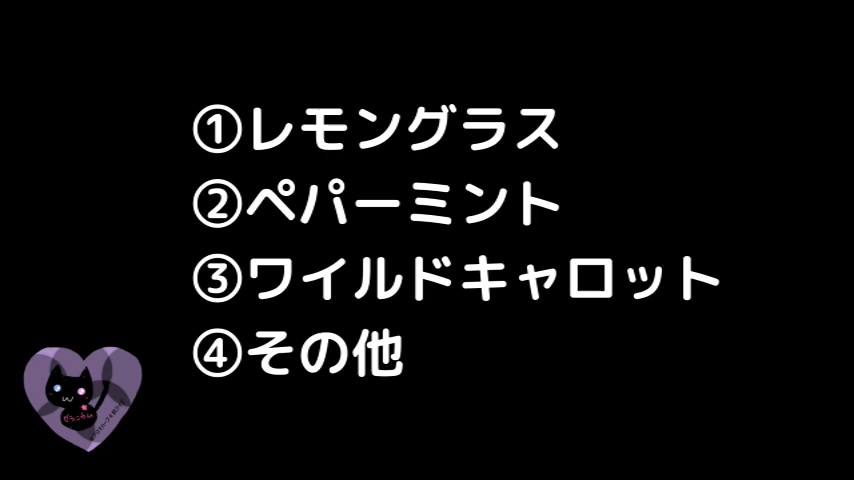 ①レモングラス
②ペパーミント
③ワイルドキャロット
④その他